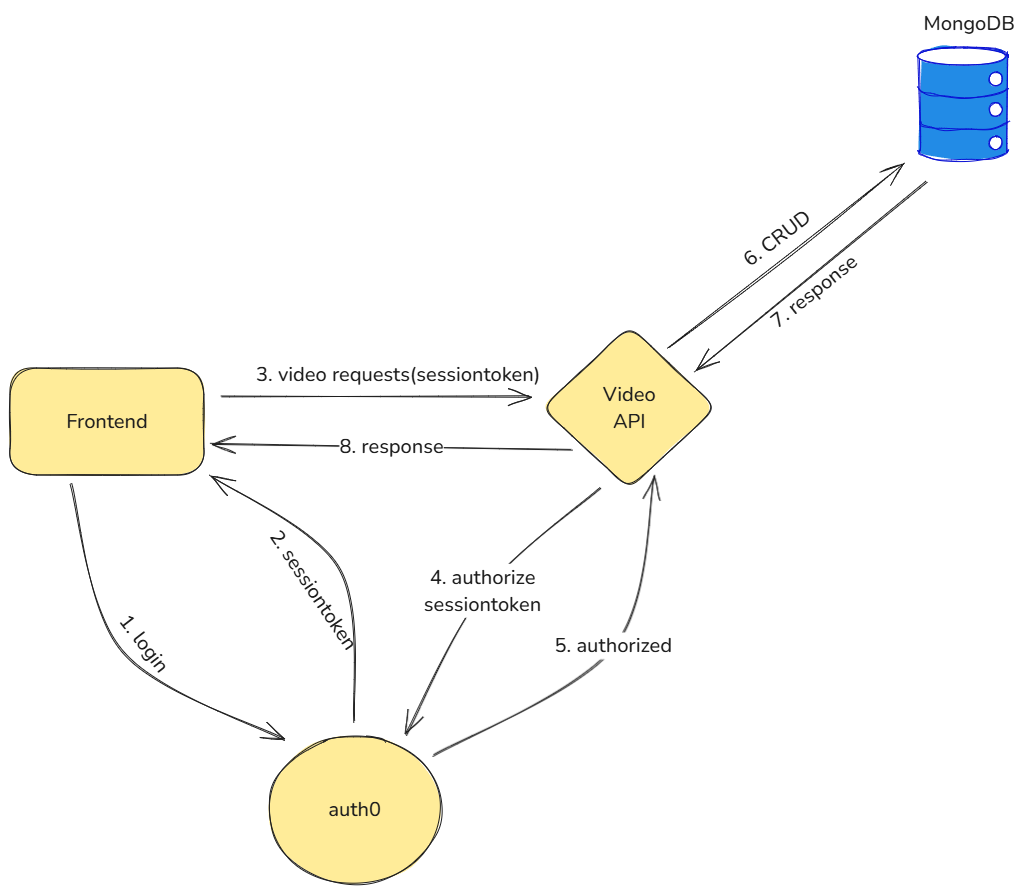 MongoDB
6. CRUD
7. response
3. video requests(sessiontoken)
Video
API
Frontend
8. response
2. sessiontoken
4. authorize
sessiontoken
1. login
5. authorized
auth0